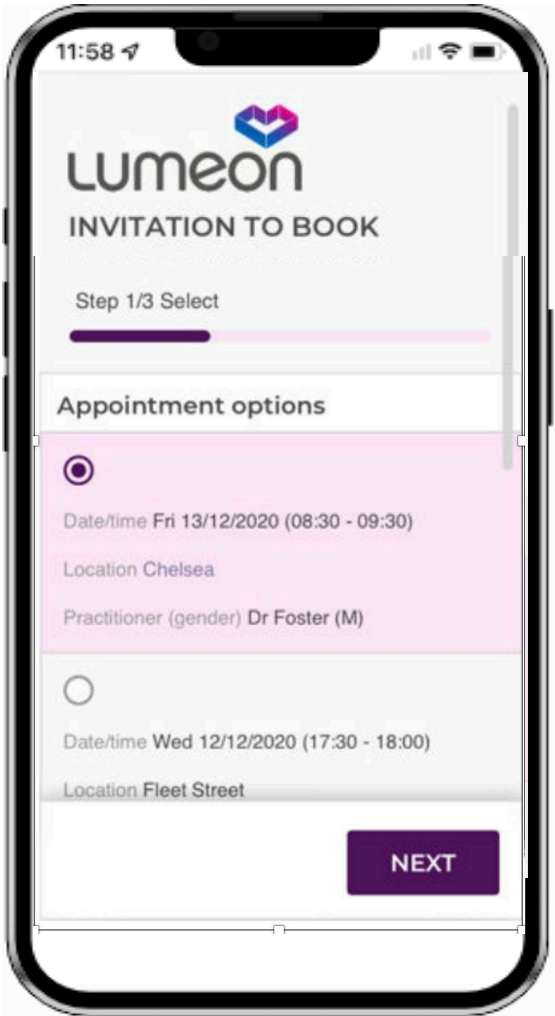 11:58
Lumeon
INVITATION TO BOOK
Step 1/3 Select
Appointment options
Date/time Fri 13/12/2020 (08:30 - 09:30)
Location Chelsea
Practitioner (gender) Dr Foster (M)
Date/time Wed 12/12/2020 (17:30 - 18:00)
Location Fleet Street
NEXT